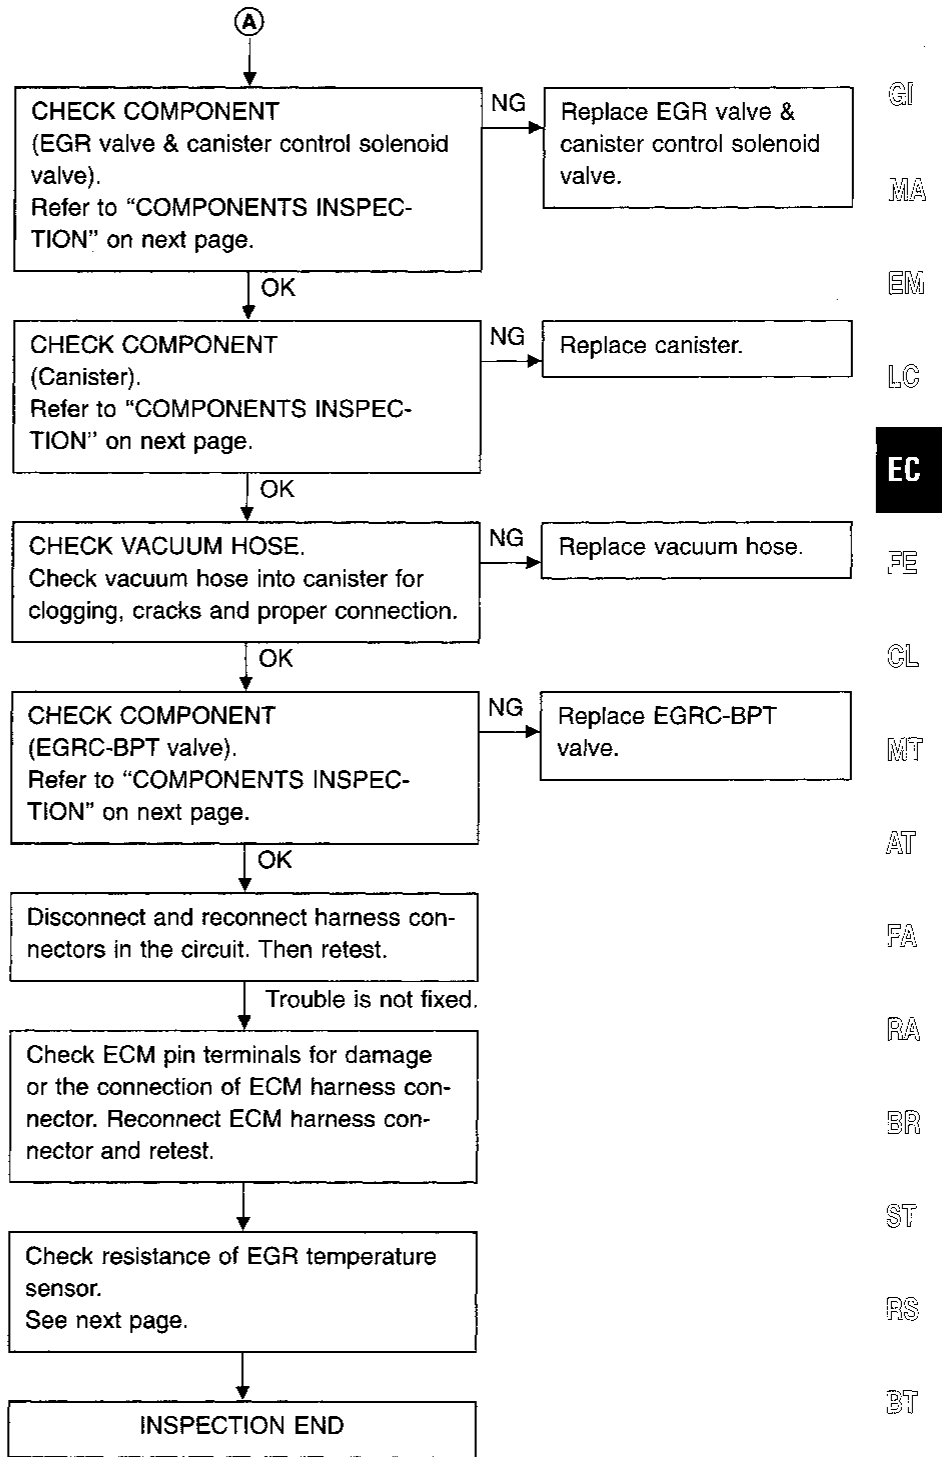 A
CHECK COMPONENT
(EGR valve & canister control solenoid
valve).
Refer to "COMPONENTS INSPEC-
TION" on next page.
NG
Replace EGR valve &
canister control solenoid
valve.
OK
CHECK COMPONENT
(Canister).
Refer to "COMPONENTS INSPEC-
TION" on next page.
NG
Replace canister.
OK
CHECK VACUUM HOSE.
Check vacuum hose into canister for
clogging, cracks and proper connection.
NG
Replace vacuum hose.
OK
CHECK COMPONENT
(EGRC-BPT valve).
Refer to "COMPONENTS INSPEC-
TION" on next page.
NG
Replace EGRC-BPT
valve.
OK
Disconnect and reconnect harness con-
nectors in the circuit. Then retest.
Trouble is not fixed.
Check ECM pin terminals for damage
or the connection of ECM harness con-
nector. Reconnect ECM harness con-
nector and retest.
Check resistance of EGR temperature
sensor.
See next page.
INSPECTION END
GI
MA
EM
LC
EC
FE
CL
MT
AT
FA
RA
BR
ST
RS
BT